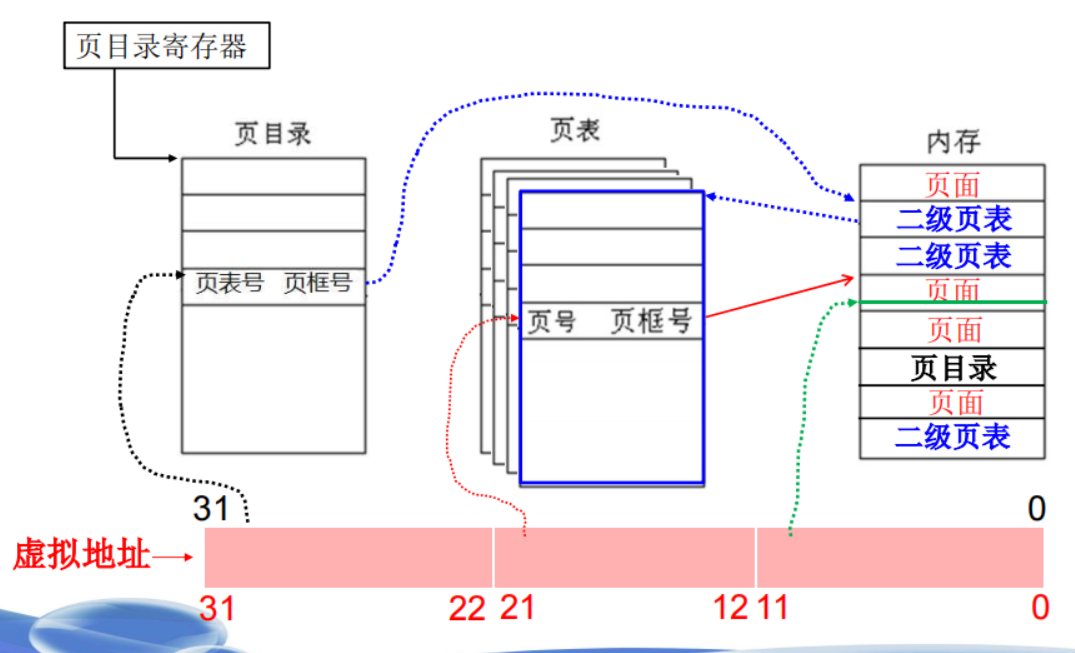 页目录寄存器
页目录
页表
内存
页表号 页框号
页号 页框号
页面
二级页表
二级页表
页面
页面
页目录
页面
二级页表
31 0
虚拟地址
31 22 21 12 11 0